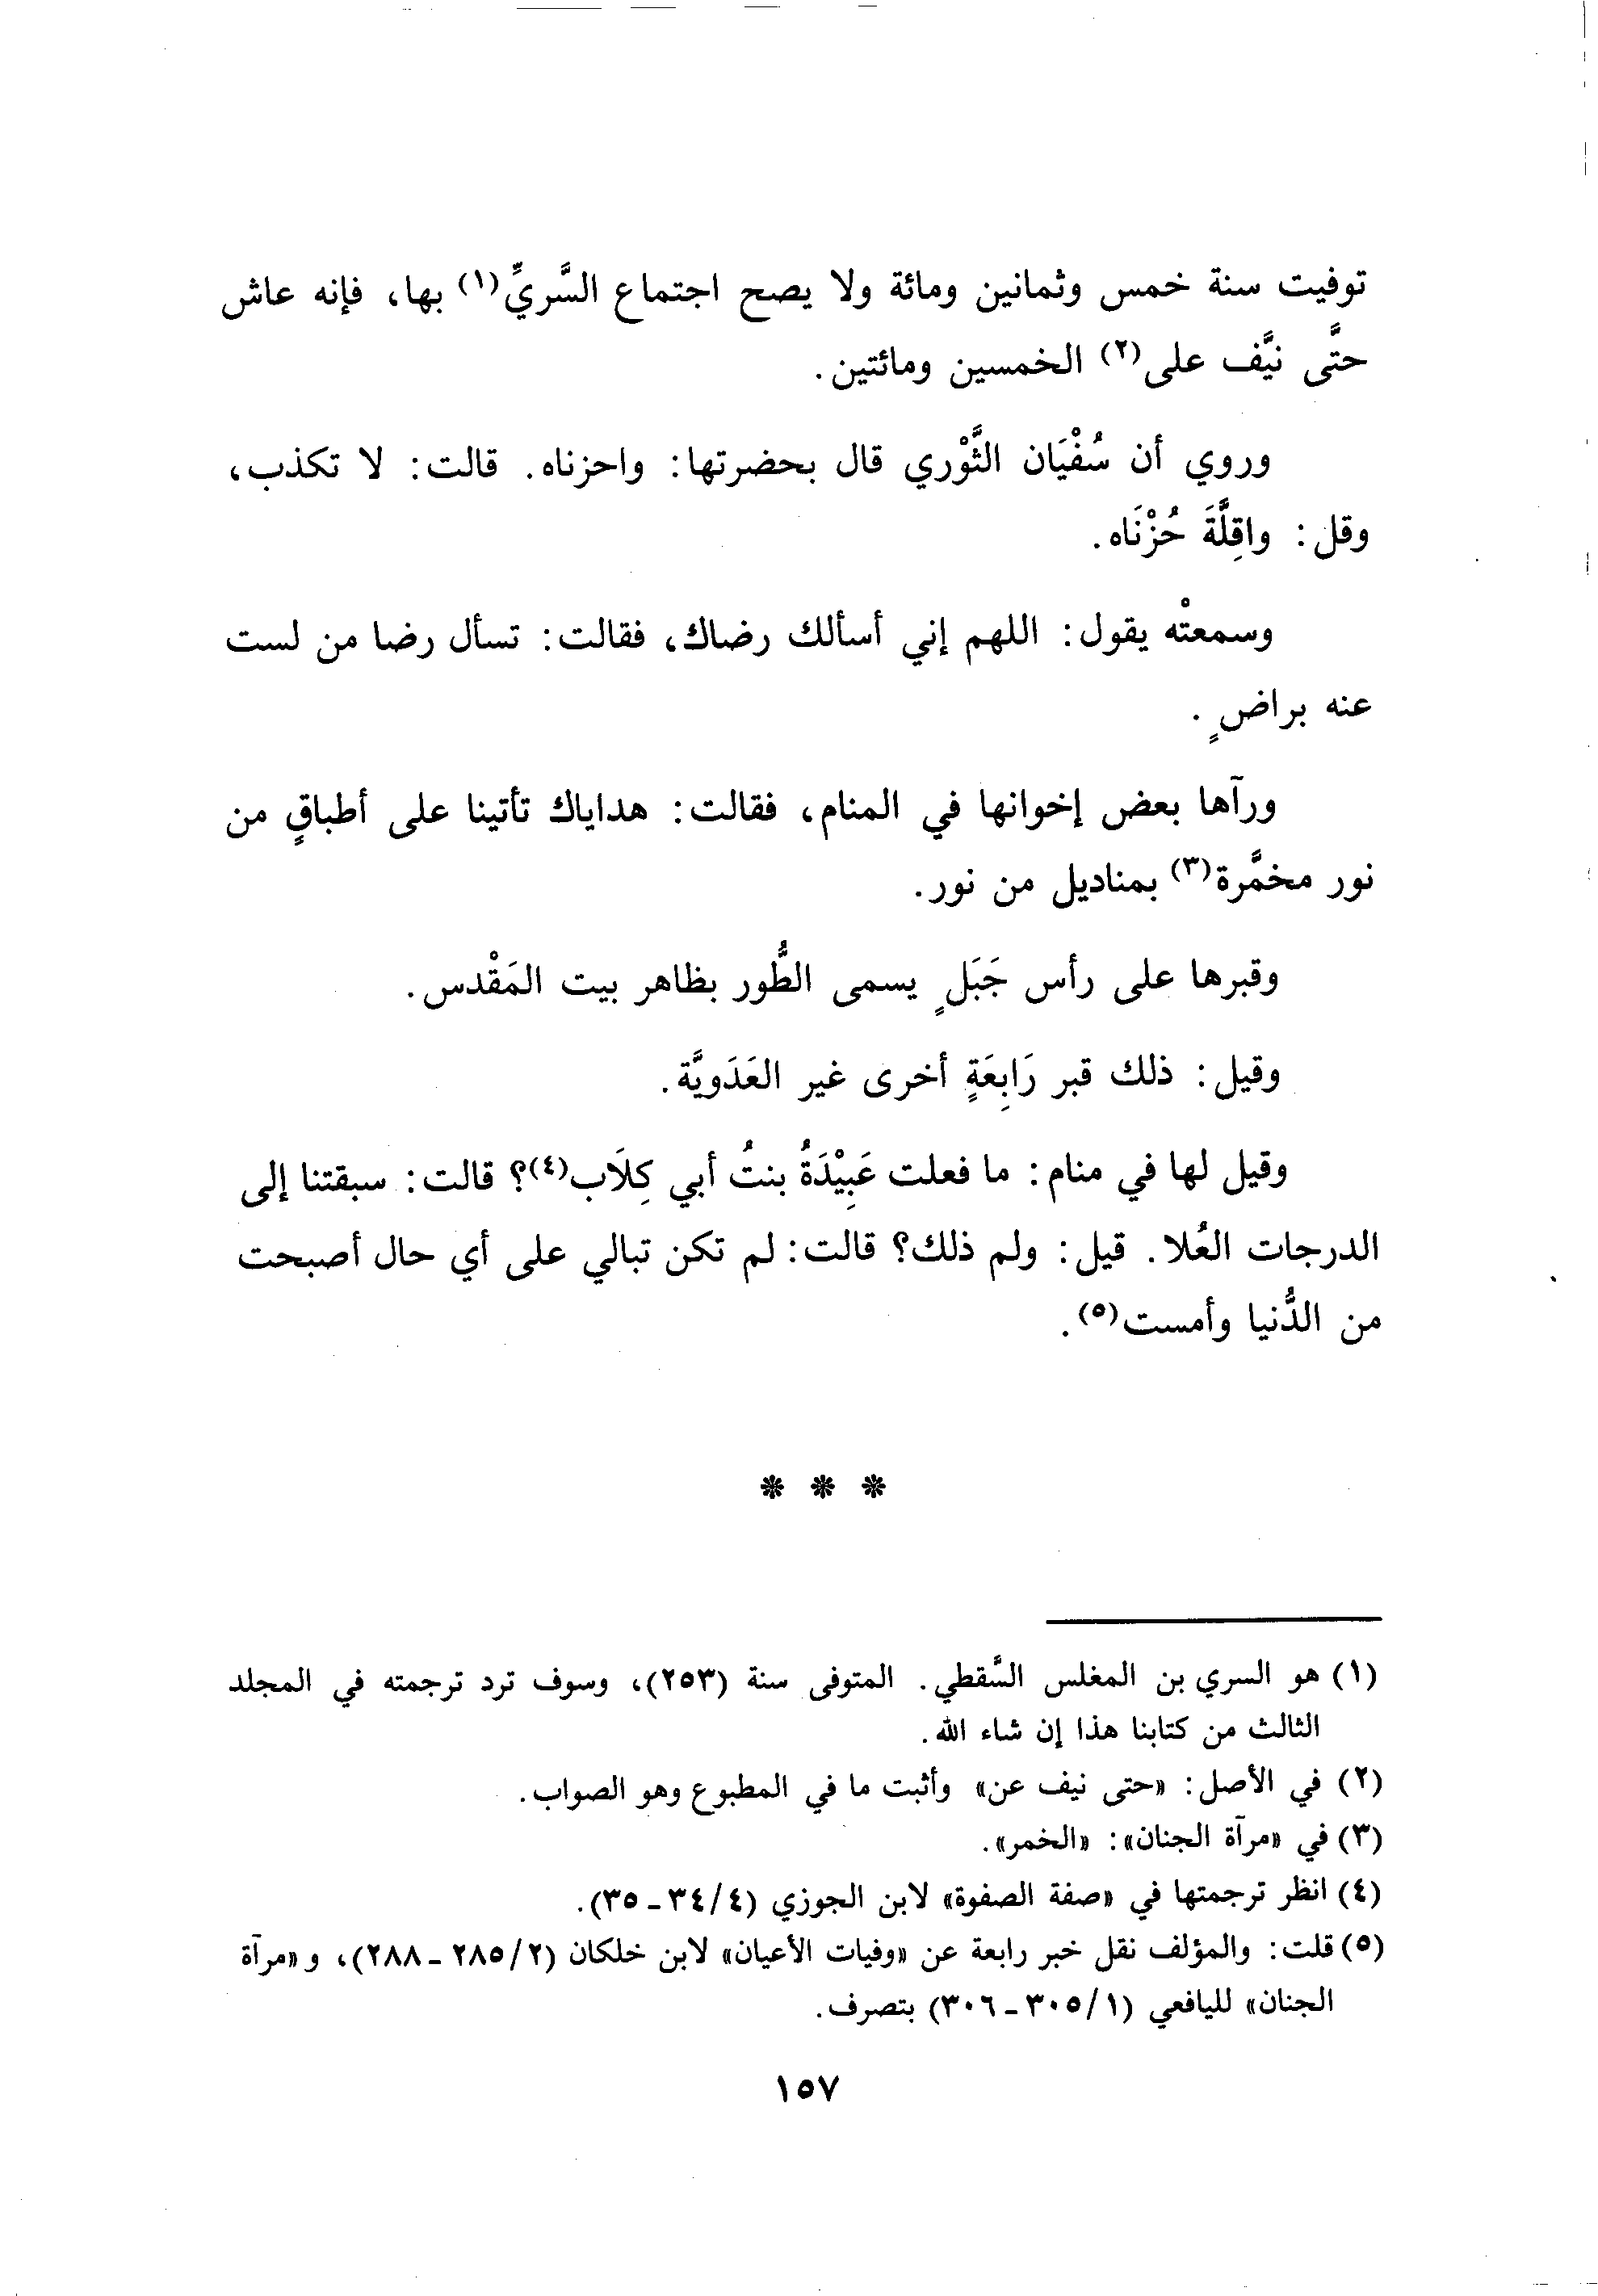 توفيت سنة خمس وثمانين ومائة ولا يصح اجتماع السَّريِّ(١) بها، فإنه عاش
حتَّى نيَّف على(٢) الخمسين ومائتين.
وروي أن سُفْيَان الثَّوْري قال بحضرتها: واحزناه. قالت: لا تكذب،
وقل: واقِلَّةَ حُزْنَاه.
وسمعتْه يقول: اللهم إني أسألك رضاك، فقالت: تسأل رضا من لست
عنه براضٍ.
ورآها بعض إخوانها في المنام، فقالت: هداياك تأتينا على أطباقٍ من
نور مخمَّرة(٣) بمناديل من نور.
وقبرها على رأس جَبَلٍ يسمى الطُّور بظاهر بيت المَقْدس.
وقيل: ذلك قبر رَابِعَةٍ أخرى غير العَدَويَّة.
وقيل لها في منام: ما فعلت عَبِيْدَةُ بنتُ أبي كِلَاب(٤)؟ قالت: سبقتنا إلى
الدرجات العُلا. قيل: ولم ذلك؟ قالت: لم تكن تبالي على أي حال أصبحت
من الدُّنيا وأمست(٥).
* * *
(١) هو السري بن المغلس السَّقطي. المتوفى سنة (٢٥٣)، وسوف ترد ترجمته في المجلد
الثالث من كتابنا هذا إن شاء الله.
(٢) في الأصل: «حتى نيف عن» وأثبت ما في المطبوع وهو الصواب.
(٣) في «مرآة الجنان»: «الخمر».
(٤) انظر ترجمتها في «صفة الصفوة» لابن الجوزي (٣٤/٤ - ٣٥).
(٥) قلت: والمؤلف نقل خبر رابعة عن «وفيات الأعيان» لابن خلكان (٢٨٥/٢ - ٢٨٨)، و«مرآة
الجنان» لليافعي (٣٠٥/١ - ٣٠٦) بتصرف.
١٥٧